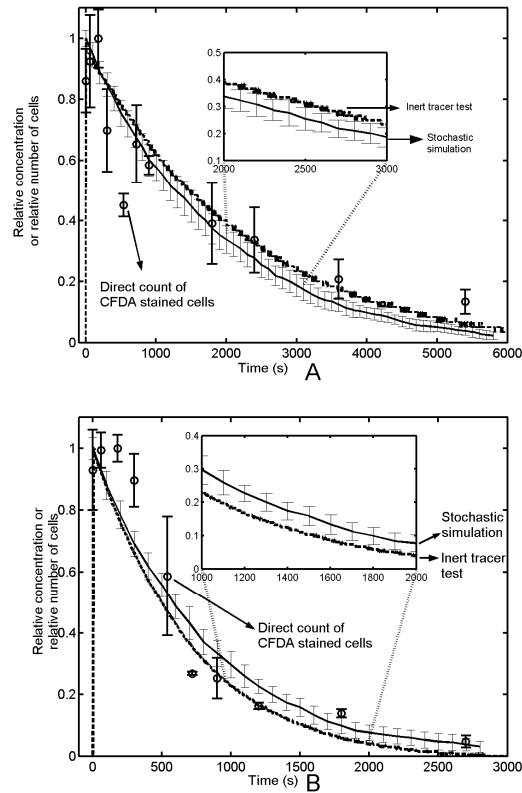 1
0.8
0.6
0.4
0.2
0
Relative concentration
or relative number of cells
0.5
0.4
0.3
0.2
0.1
2000 2500 3000
Inert tracer test
Stochastic
simulation
Direct count of
CFDA stained cells
0 1000 2000 3000 4000 5000 6000
Time (s)
A
1
0.8
0.6
0.4
0.2
0
Relative concentration or
relative number of cells
0.4
0.3
0.2
0.1
0
1000 1200 1400 1600 1800 2000
Stochastic
simulation
Inert tracer
test
Direct count of
CFDA stained cells
0 500 1000 1500 2000 2500 3000
Time (s)
B